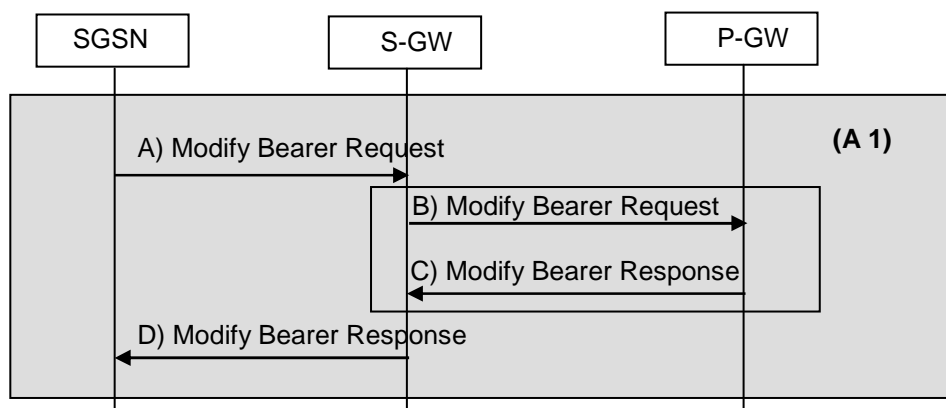 SGSN
S-GW
P-GW
(A 1)
A) Modify Bearer Request
B) Modify Bearer Request
C) Modify Bearer Response
D) Modify Bearer Response